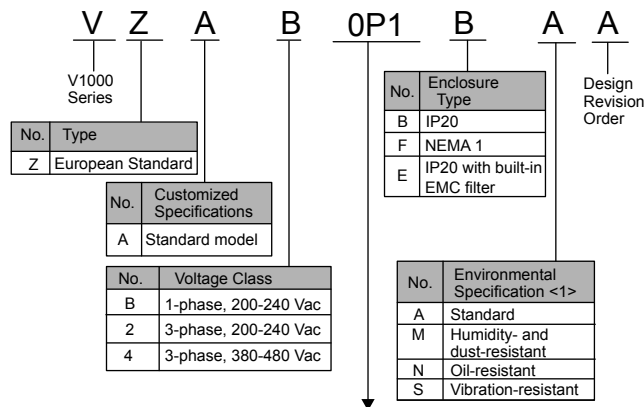 V Z A B 0P1 B A A
V1000
Series
No. Type
Z European Standard
No. Customized
Specifications
A Standard model
No. Voltage Class
B 1-phase, 200-240 Vac
2 3-phase, 200-240 Vac
4 3-phase, 380-480 Vac
No. Enclosure
Type
B IP20
F NEMA 1
E IP20 with built-in
EMC filter
Design
Revision
Order
No. Environmental
Specification <1>
A Standard
M Humidity- and
dust-resistant
N Oil-resistant
S Vibration-resistant